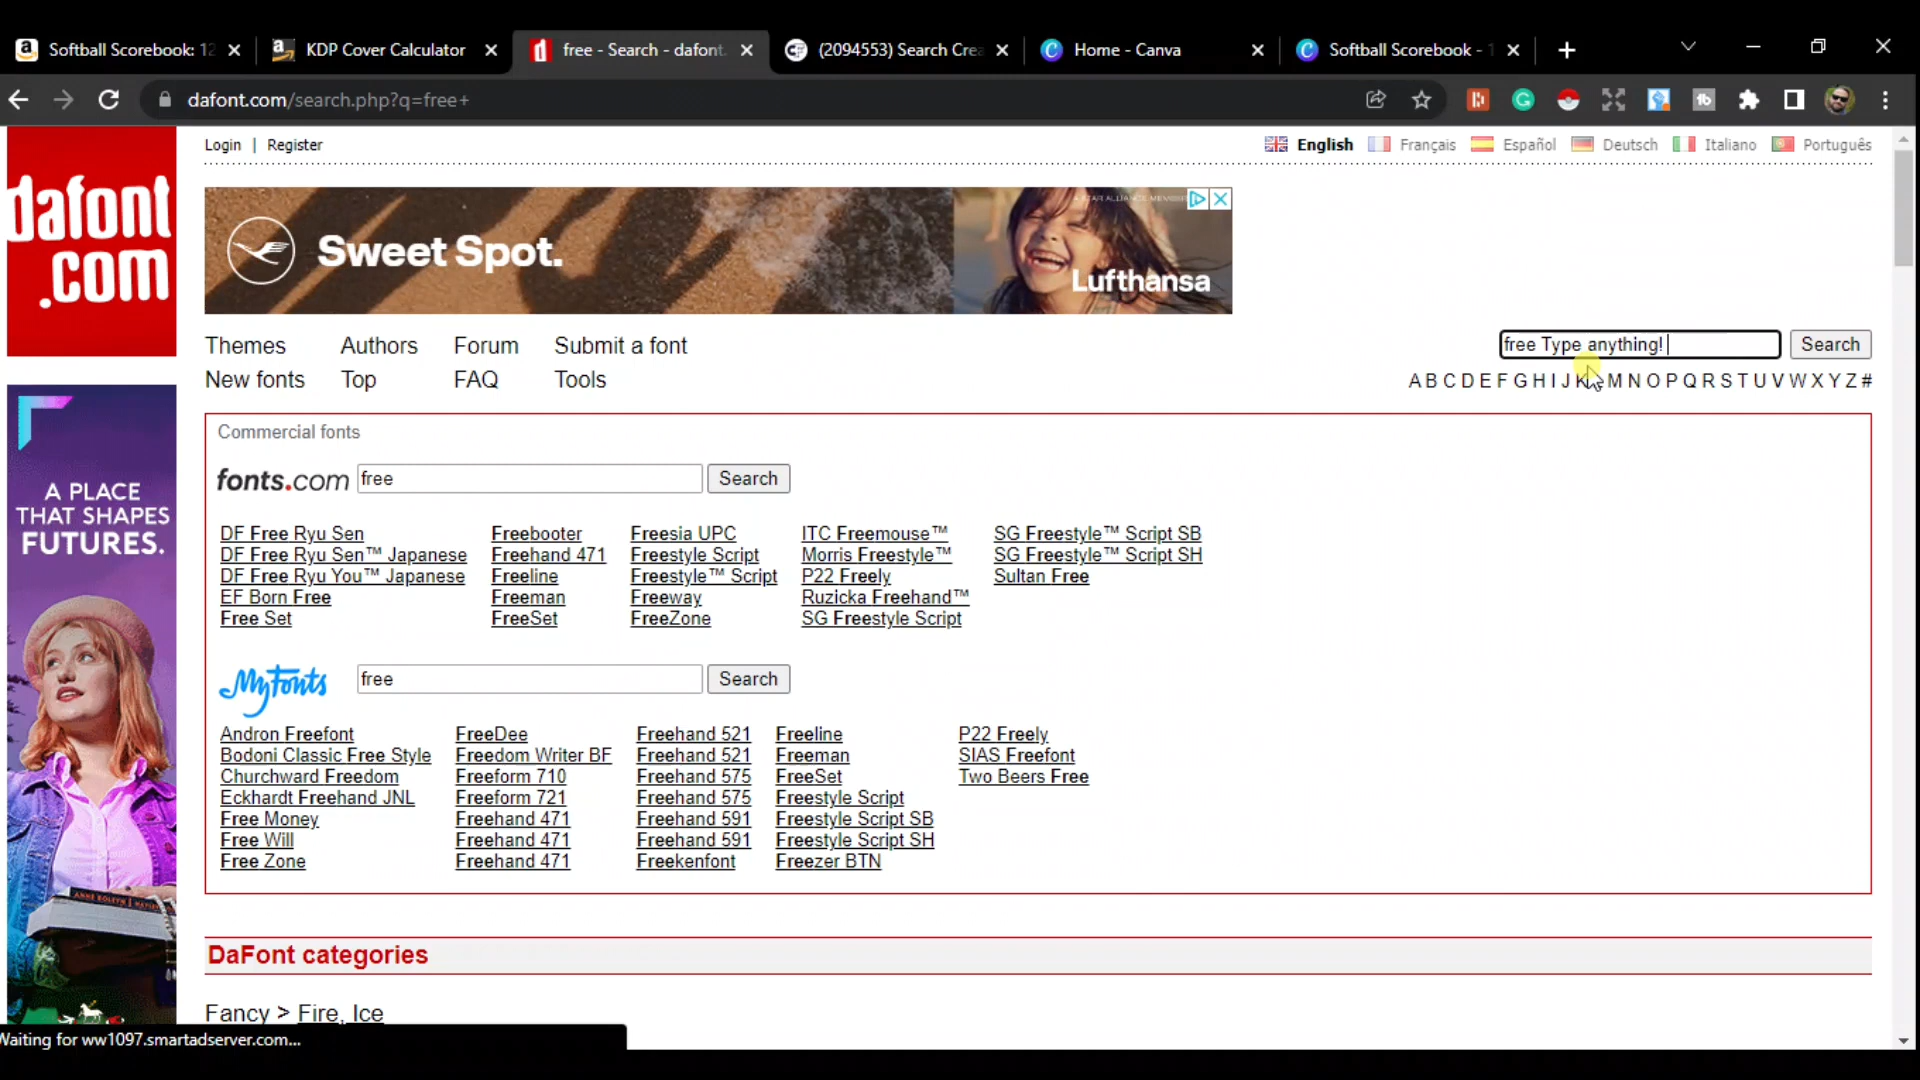 Softball Scorebook: 12
KDP Cover Calculator
free - Search - dafont.
(2094553) Search Crea
Home - Canva
Softball Scorebook - 1
dafont.com/search.php?q=free+
dafont
.com
Login | Register
English Français Español Deutsch Italiano Português
Sweet Spot.
A STAR ALLIANCE MEMBER
Lufthansa
Themes Authors Forum Submit a font
New fonts Top FAQ Tools
free Type anything! Search
A B C D E F G H I J K M N O P Q R S T U V W X Y Z #
A PLACE
THAT SHAPES
FUTURES.
ANNE BOLEYN
Commercial fonts
fonts.com free Search
DF Free Ryu Sen Freebooter Freesia UPC ITC Freemouse™ SG Freestyle™ Script SB
DF Free Ryu Sen™ Japanese Freehand 471 Freestyle Script Morris Freestyle™ SG Freestyle™ Script SH
DF Free Ryu You™ Japanese Freeline Freestyle™ Script P22 Freely Sultan Free
EF Born Free Freeman Freeway Ruzicka Freehand™
Free Set FreeSet FreeZone SG Freestyle Script
MyFonts free Search
Andron Freefont FreeDee Freehand 521 Freeline P22 Freely
Bodoni Classic Free Style Freedom Writer BF Freehand 521 Freeman SIAS Freefont
Churchward Freedom Freeform 710 Freehand 575 FreeSet Two Beers Free
Eckhardt Freehand JNL Freeform 721 Freehand 575 Freestyle Script
Free Money Freehand 471 Freehand 591 Freestyle Script SB
Free Will Freehand 471 Freehand 591 Freestyle Script SH
Free Zone Freehand 471 Freekenfont Freezer BTN
DaFont categories
Fancy > Fire, Ice
Waiting for ww1097.smartadserver.com...